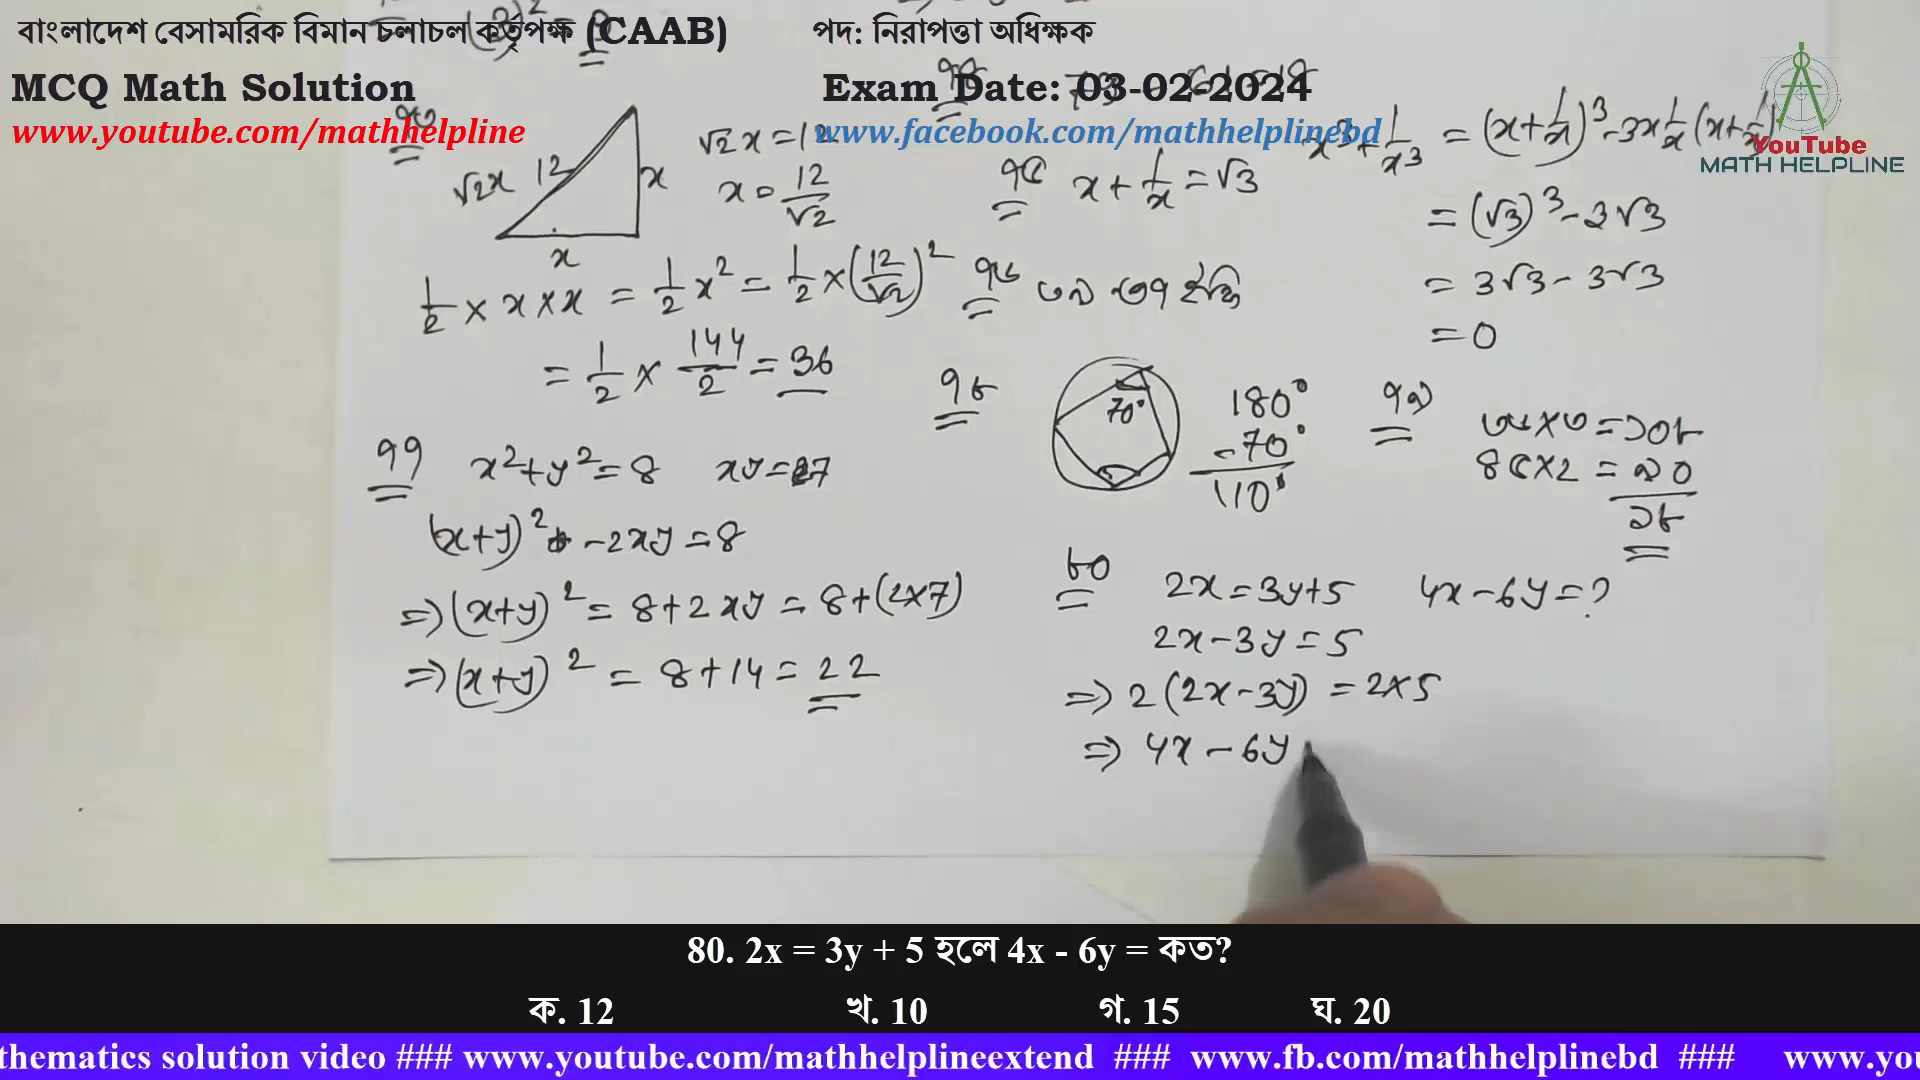 বাংলাদেশ বেসামরিক বিমান চলাচল কর্তৃপক্ষ (CAAB) পদ: নিরাপত্তা অধিক্ষক
MCQ Math Solution Exam Date: 03-02-2024
www.youtube.com/mathhelpline www.facebook.com/mathhelplinebd
YouTube
MATH HELPLINE
√2x 12 x x
√2 x = 12
x = 12/√2
1/2 × x × x = 1/2 x² = 1/2 × (12/√2)²
= 1/2 × 144/2 = 36
৭৫ x + 1/x = √3
x³ + 1/x³ = (x + 1/x)³ - 3x 1/x (x + 1/x)
= (√3)³ - 3√3
= 3√3 - 3√3
= 0
৭৬
৭৭ x² + y² = 8 xy = 7
(x+y)² - 2xy = 8
⇒ (x+y)² = 8 + 2xy = 8 + (2×7)
⇒ (x+y)² = 8 + 14 = 22
৭৮ 70°
180°
-70°
110°
৭৯ ৩৬×৩ = ১০৮
৪৫×২ = ৯০
১৮
৮০ 2x = 3y + 5 4x - 6y = ?
2x - 3y = 5
⇒ 2 (2x - 3y) = 2×5
⇒ 4x - 6y
80. 2x = 3y + 5 হলে 4x - 6y = কত?
ক. 12 খ. 10 গ. 15 ঘ. 20
thematics solution video ### www.youtube.com/mathhelplineextend ### www.fb.com/mathhelplinebd ### www.yo